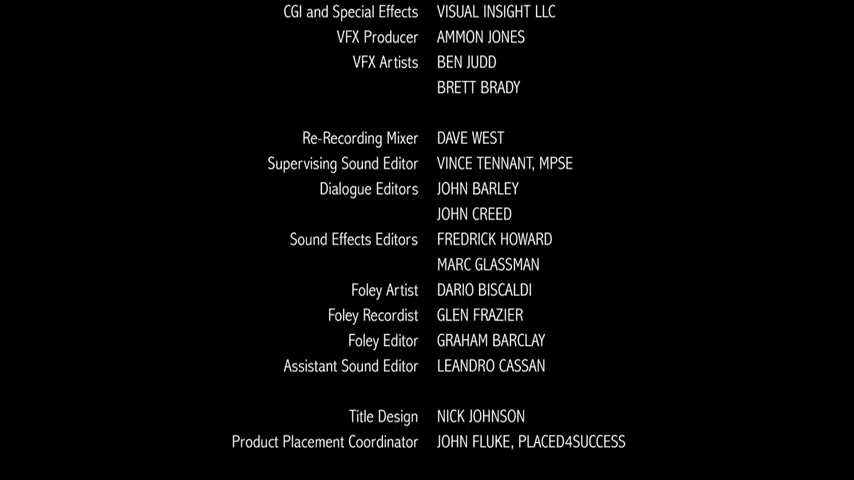 CGI and Special Effects VISUAL INSIGHT LLC
VFX Producer AMMON JONES
VFX Artists BEN JUDD
BRETT BRADY
Re-Recording Mixer DAVE WEST
Supervising Sound Editor VINCE TENNANT, MPSE
Dialogue Editors JOHN BARLEY
JOHN CREED
Sound Effects Editors FREDRICK HOWARD
MARC GLASSMAN
Foley Artist DARIO BISCALDI
Foley Recordist GLEN FRAZIER
Foley Editor GRAHAM BARCLAY
Assistant Sound Editor LEANDRO CASSAN
Title Design NICK JOHNSON
Product Placement Coordinator JOHN FLUKE, PLACED4SUCCESS